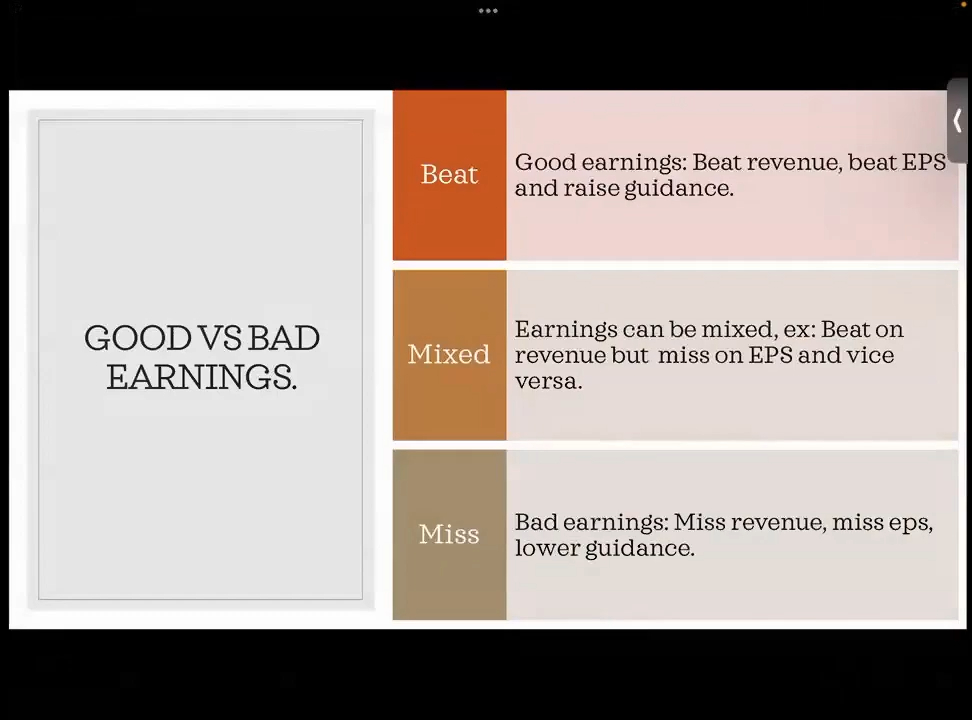 GOOD VS BAD
EARNINGS.
Beat
Good earnings: Beat revenue, beat EPS
and raise guidance.
Mixed
Earnings can be mixed, ex: Beat on
revenue but  miss on EPS and vice
versa.
Miss
Bad earnings: Miss revenue, miss eps,
lower guidance.